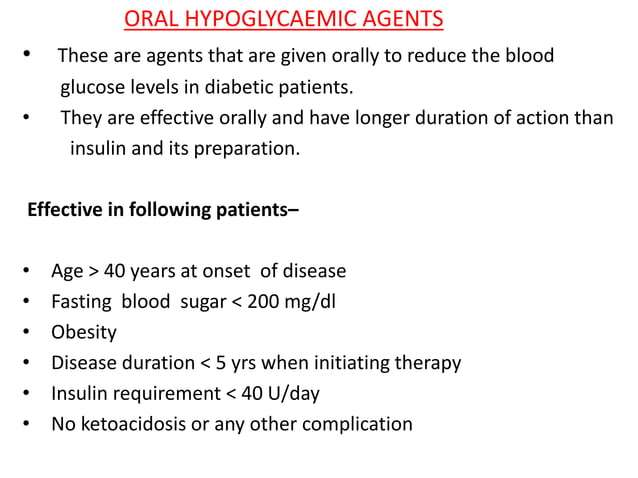 ORAL HYPOGLYCAEMIC AGENTS
• These are agents that are given orally to reduce the blood
glucose levels in diabetic patients.
• They are effective orally and have longer duration of action than
insulin and its preparation.
Effective in following patients–
• Age > 40 years at onset of disease
• Fasting blood sugar < 200 mg/dl
• Obesity
• Disease duration < 5 yrs when initiating therapy
• Insulin requirement < 40 U/day
• No ketoacidosis or any other complication